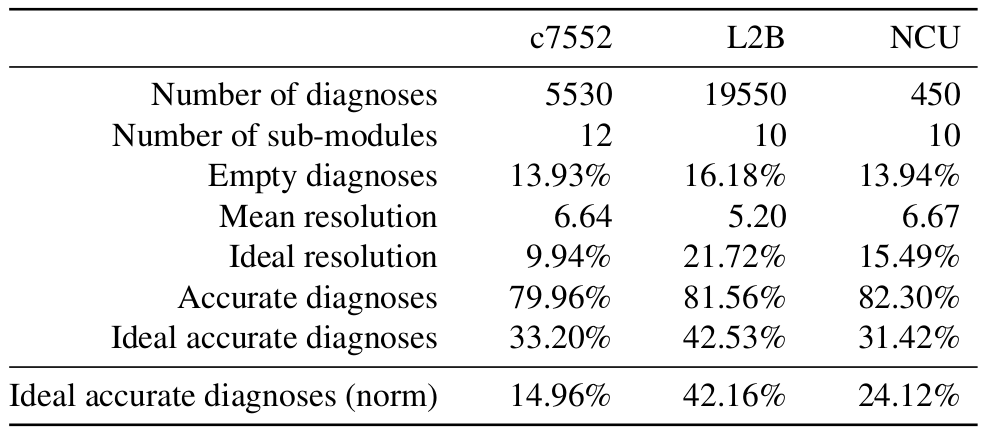 c7552 L2B NCU
Number of diagnoses 5530 19550 450
Number of sub-modules 12 10 10
Empty diagnoses 13.93% 16.18% 13.94%
Mean resolution 6.64 5.20 6.67
Ideal resolution 9.94% 21.72% 15.49%
Accurate diagnoses 79.96% 81.56% 82.30%
Ideal accurate diagnoses 33.20% 42.53% 31.42%
Ideal accurate diagnoses (norm) 14.96% 42.16% 24.12%